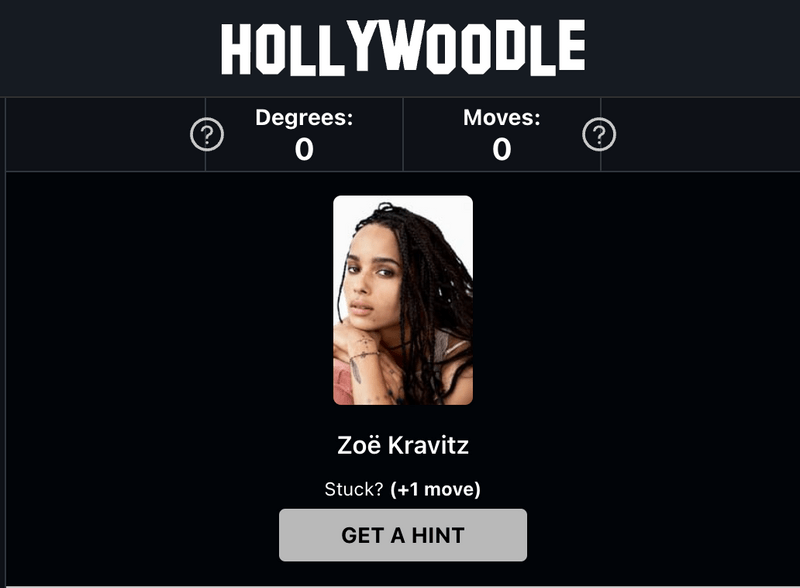 HOLLYWOODLE
? Degrees: Moves: ?
0 0
Zoë Kravitz
Stuck? (+1 move)
GET A HINT